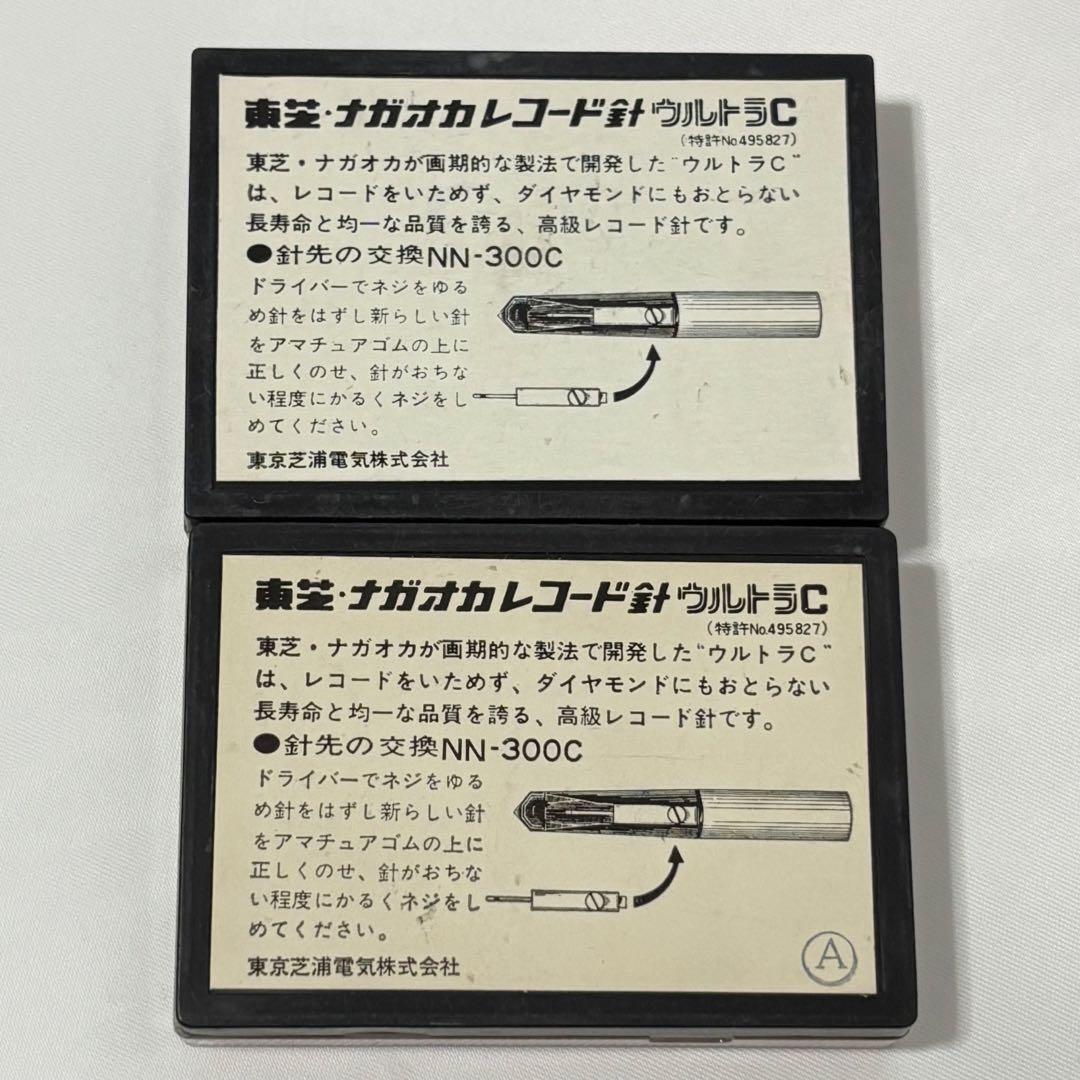 東芝・ナガオカレコード針 ウルトラC
(特許No.495827)
東芝・ナガオカが画期的な製法で開発した"ウルトラC"
は、レコードをいためず、ダイヤモンドにもおとらない
長寿命と均一な品質を誇る、高級レコード針です。
●針先の交換NN-300C
ドライバーでネジをゆる
め針をはずし新らしい針
をアマチュアゴムの上に
正しくのせ、針がおちな
い程度にかるくネジをし
めてください。
東京芝浦電気株式会社
東芝・ナガオカレコード針 ウルトラC
(特許No.495827)
東芝・ナガオカが画期的な製法で開発した"ウルトラC"
は、レコードをいためず、ダイヤモンドにもおとらない
長寿命と均一な品質を誇る、高級レコード針です。
●針先の交換NN-300C
ドライバーでネジをゆる
め針をはずし新らしい針
をアマチュアゴムの上に
正しくのせ、針がおちな
い程度にかるくネジをし
めてください。
東京芝浦電気株式会社
A